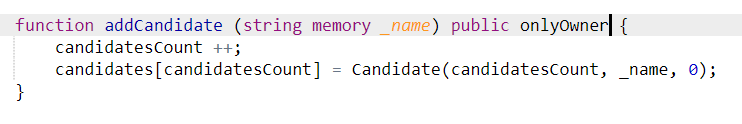 function addCandidate (string memory _name) public onlyOwner {
candidatesCount ++;
candidates[candidatesCount] = Candidate(candidatesCount, _name, 0);
}